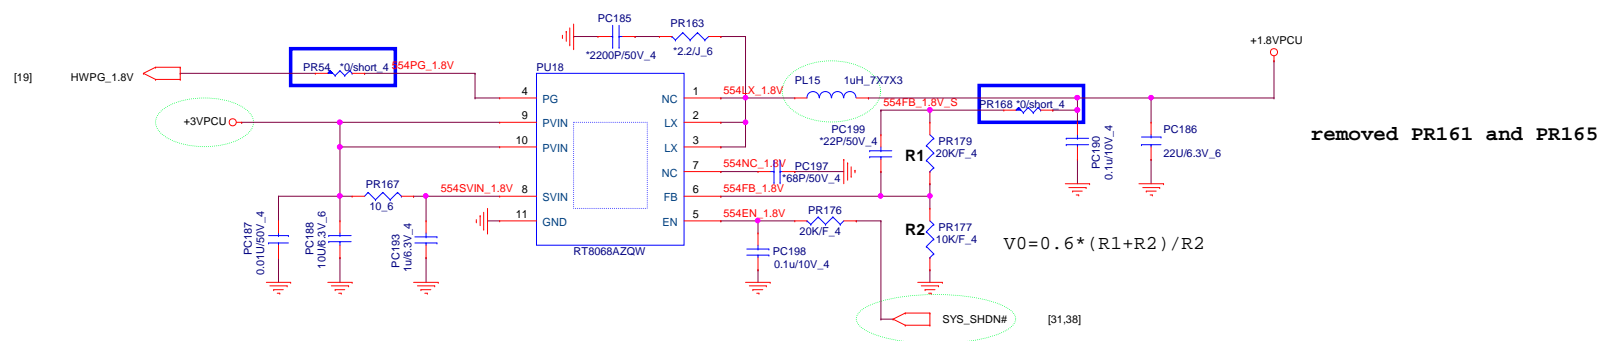 PC185
PR163
*2200P/50V_4
*2.2/J_6
+1.8VPCU
[19]
HWPG_1.8V
PR54
*0/short_4
554PG_1.8V
PU18
PL15
1uH_7X7X3
4
PG
NC
1
554LX_1.8V
554FB_1.8V_S
PR168
*0/short_4
+3VPCU
9
PVIN
LX
2
10
PVIN
LX
3
PC199
*22P/50V_4
R1
PR179
20K/F_4
PC190
0.1u/10V_4
PC186
22U/6.3V_6
removed PR161 and PR165
NC
7
554NC_1.8V
PC197
*68P/50V_4
PR167
10_6
554SVIN_1.8V
8
SVIN
FB
6
554FB_1.8V
11
GND
EN
5
554EN_1.8V
PR176
20K/F_4
R2
PR177
10K/F_4
V0=0.6*(R1+R2)/R2
PC187
0.01U/50V_4
PC188
10U/6.3V_6
PC193
1u/6.3V_4
RT8068AZQW
PC198
0.1u/10V_4
SYS_SHDN#
[31,38]